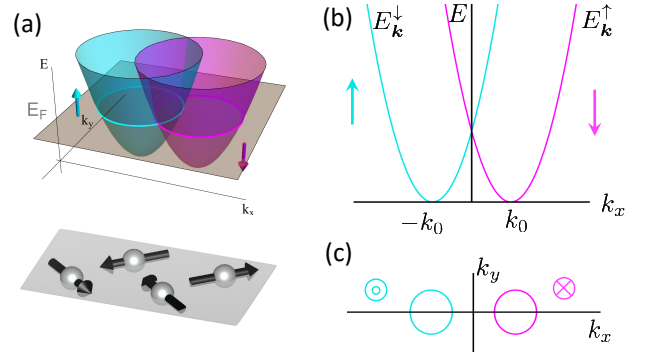 (a)
E
E_F
k_y
k_x
(b)
E_k^↓
E
E_k^↑
−k_0
k_0
k_x
(c)
k_y
k_x